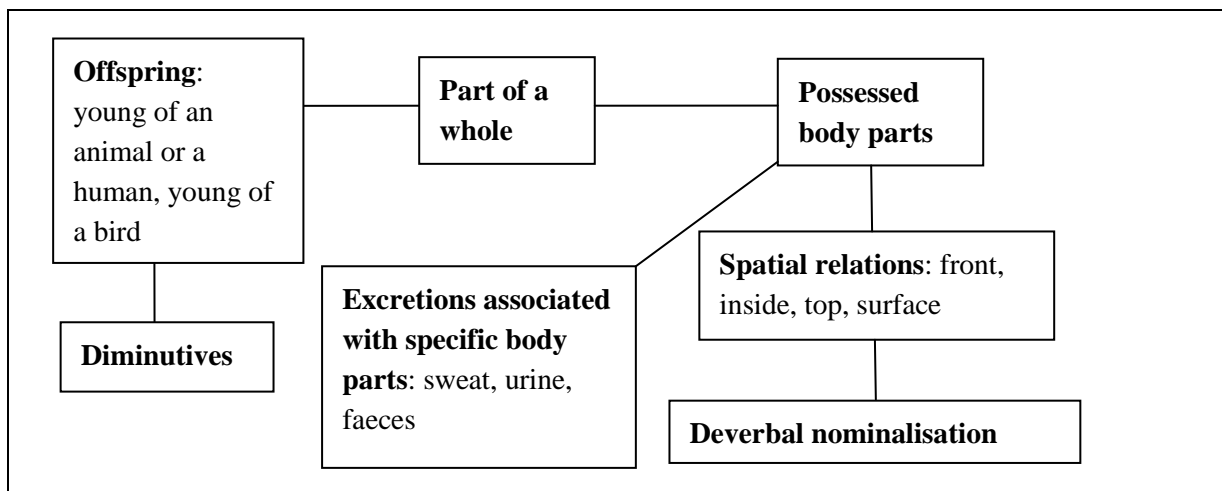 Offspring:
young of an
animal or a
human, young of
a bird
Part of a
whole
Possessed
body parts
Spatial relations: front,
inside, top, surface
Excretions associated
with specific body
parts: sweat, urine,
faeces
Diminutives
Deverbal nominalisation